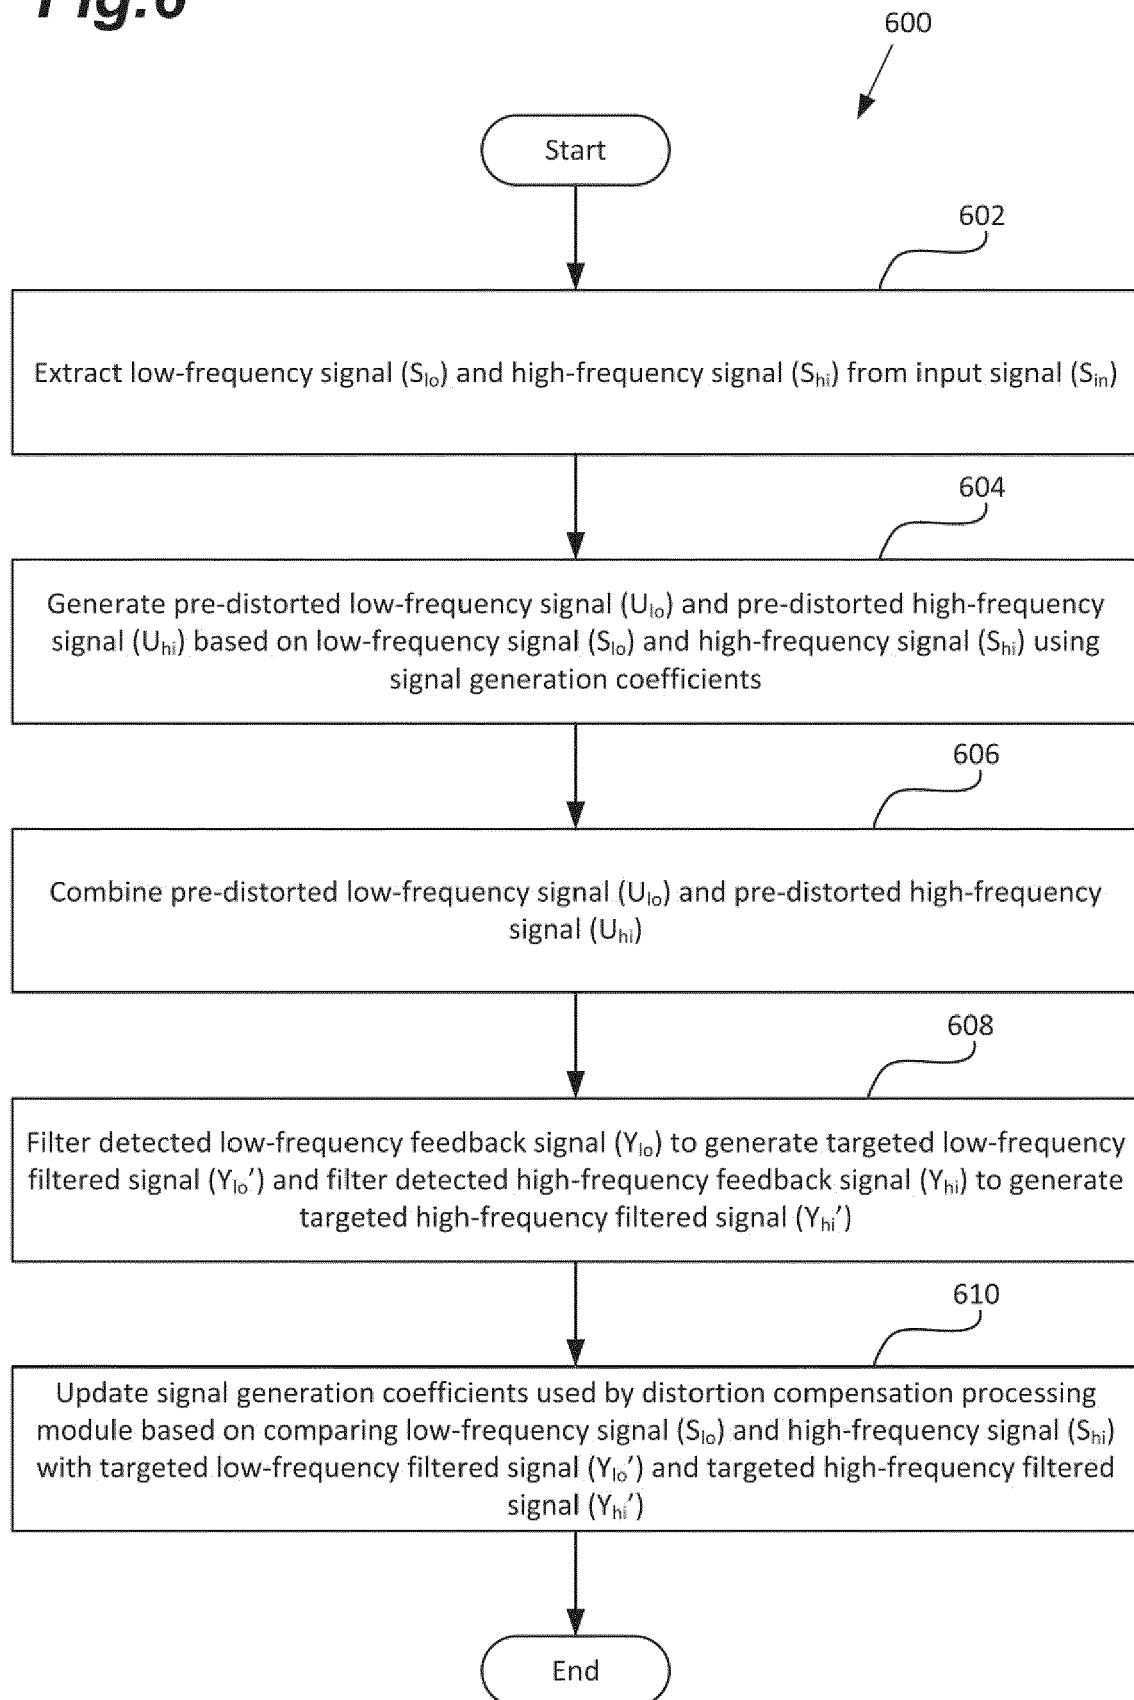 Fig.6
600
Start
602
Extract low-frequency signal (Slo) and high-frequency signal (Shi) from input signal (Sin)
604
Generate pre-distorted low-frequency signal (Ulo) and pre-distorted high-frequency
signal (Uhi) based on low-frequency signal (Slo) and high-frequency signal (Shi) using
signal generation coefficients
606
Combine pre-distorted low-frequency signal (Ulo) and pre-distorted high-frequency
signal (Uhi)
608
Filter detected low-frequency feedback signal (Ylo) to generate targeted low-frequency
filtered signal (Ylo′) and filter detected high-frequency feedback signal (Yhi) to generate
targeted high-frequency filtered signal (Yhi′)
610
Update signal generation coefficients used by distortion compensation processing
module based on comparing low-frequency signal (Slo) and high-frequency signal (Shi)
with targeted low-frequency filtered signal (Ylo′) and targeted high-frequency filtered
signal (Yhi′)
End